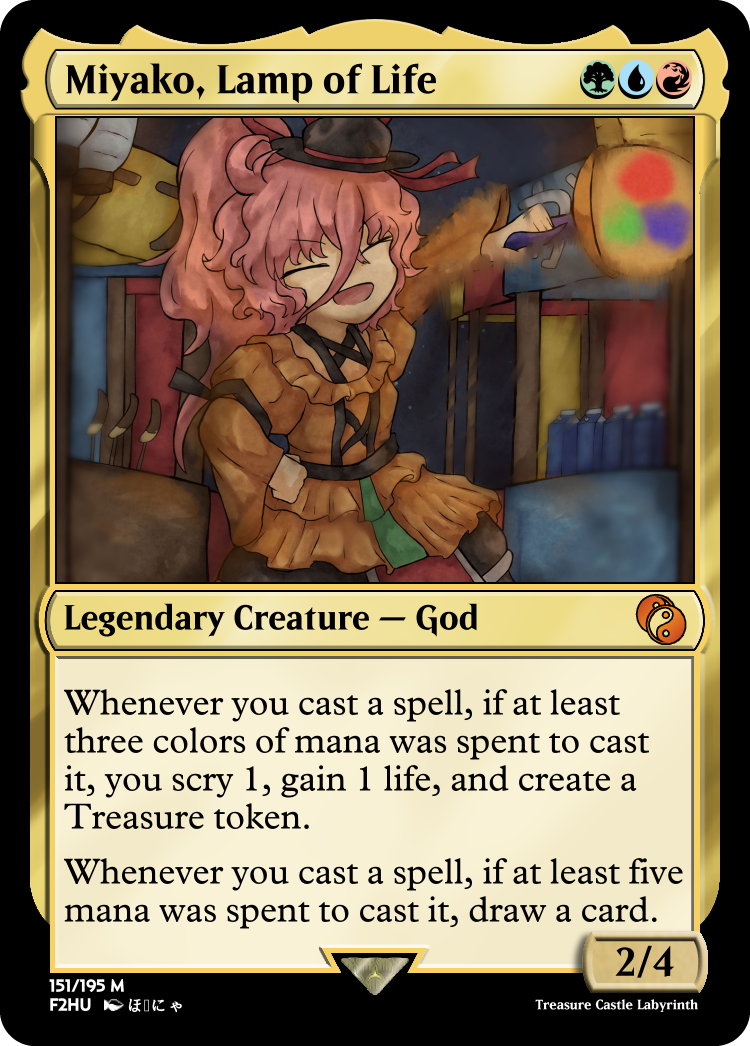 Miyako, Lamp of Life
Legendary Creature — God
Whenever you cast a spell, if at least
three colors of mana was spent to cast
it, you scry 1, gain 1 life, and create a
Treasure token.
Whenever you cast a spell, if at least five
mana was spent to cast it, draw a card.
2/4
151/195 M
F2HU ほ▯にゃ
Treasure Castle Labyrinth